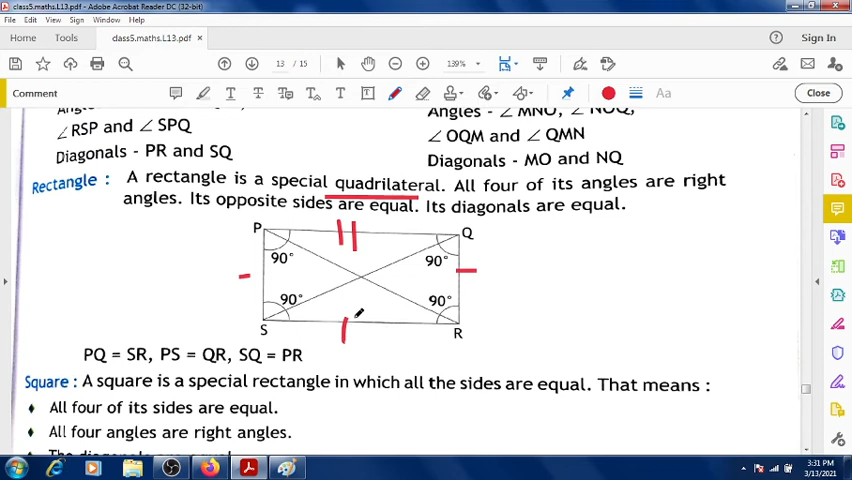 class5.maths.L13.pdf - Adobe Acrobat Reader DC (32-bit)
File Edit View Sign Window Help
Home Tools class5.maths.L13.pdf × Sign In
13 / 15 139%
Comment Aa Close
∠RSP and ∠SPQ
Diagonals - PR and SQ
Angles - ∠MNO, ∠NOQ,
∠OQM and ∠QMN
Diagonals - MO and NQ
Rectangle : A rectangle is a special quadrilateral. All four of its angles are right
angles. Its opposite sides are equal. Its diagonals are equal.
P Q
90° 90°
90° 90°
S R
PQ = SR, PS = QR, SQ = PR
Square : A square is a special rectangle in which all the sides are equal. That means :
♦ All four of its sides are equal.
♦ All four angles are right angles.
3:31 PM
3/13/2021